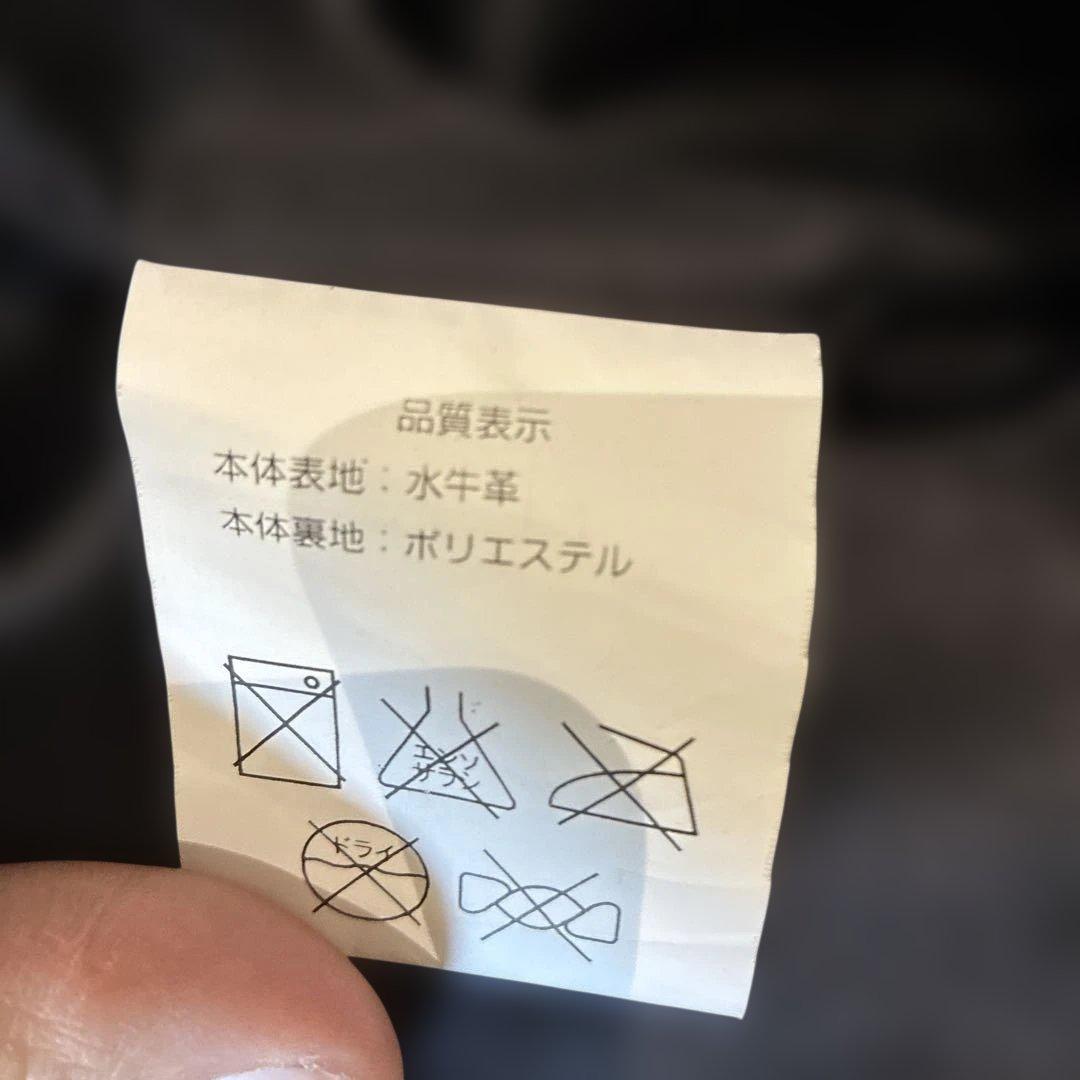 品質表示
本体表地：水牛革
本体裏地：ポリエステル
エンソ
サラシ
ドライ